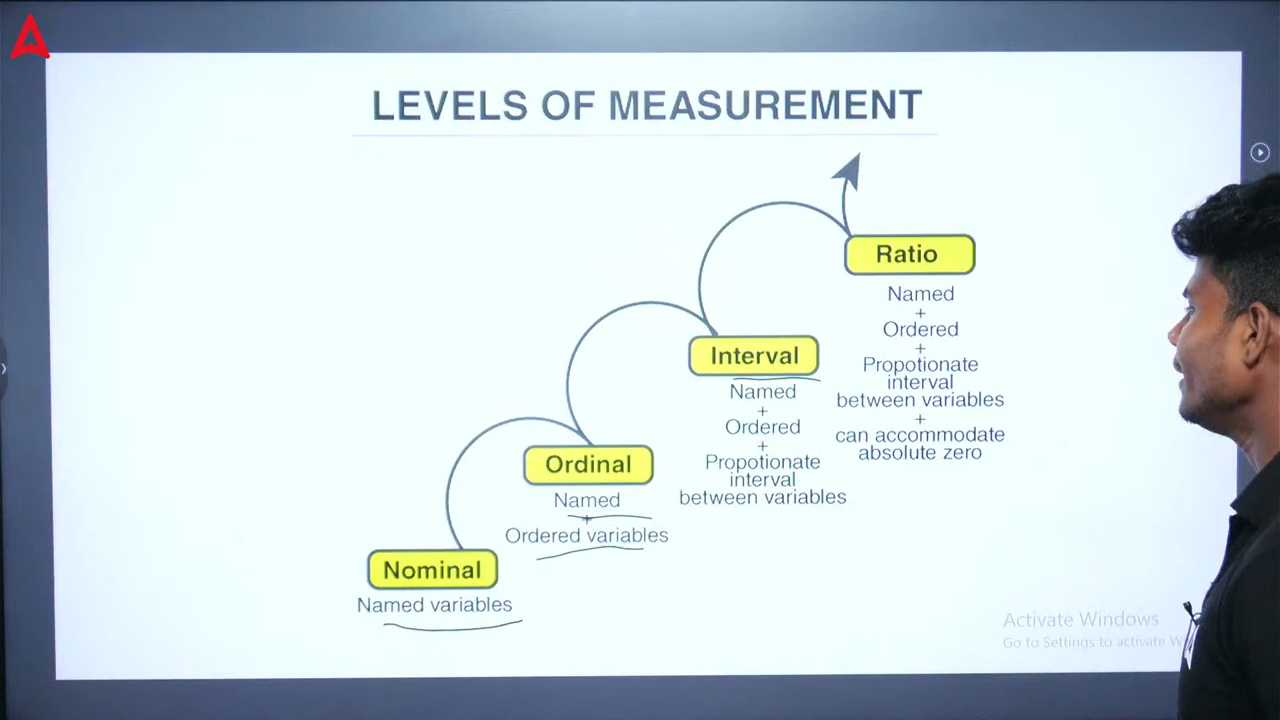 LEVELS OF MEASUREMENT
Ratio
Named
+
Ordered
+
Propotionate
interval
between variables
+
can accommodate
absolute zero
Interval
Named
+
Ordered
+
Propotionate
interval
between variables
Ordinal
Named
+
Ordered variables
Nominal
Named variables
Activate Windows
Go to Settings to activate W